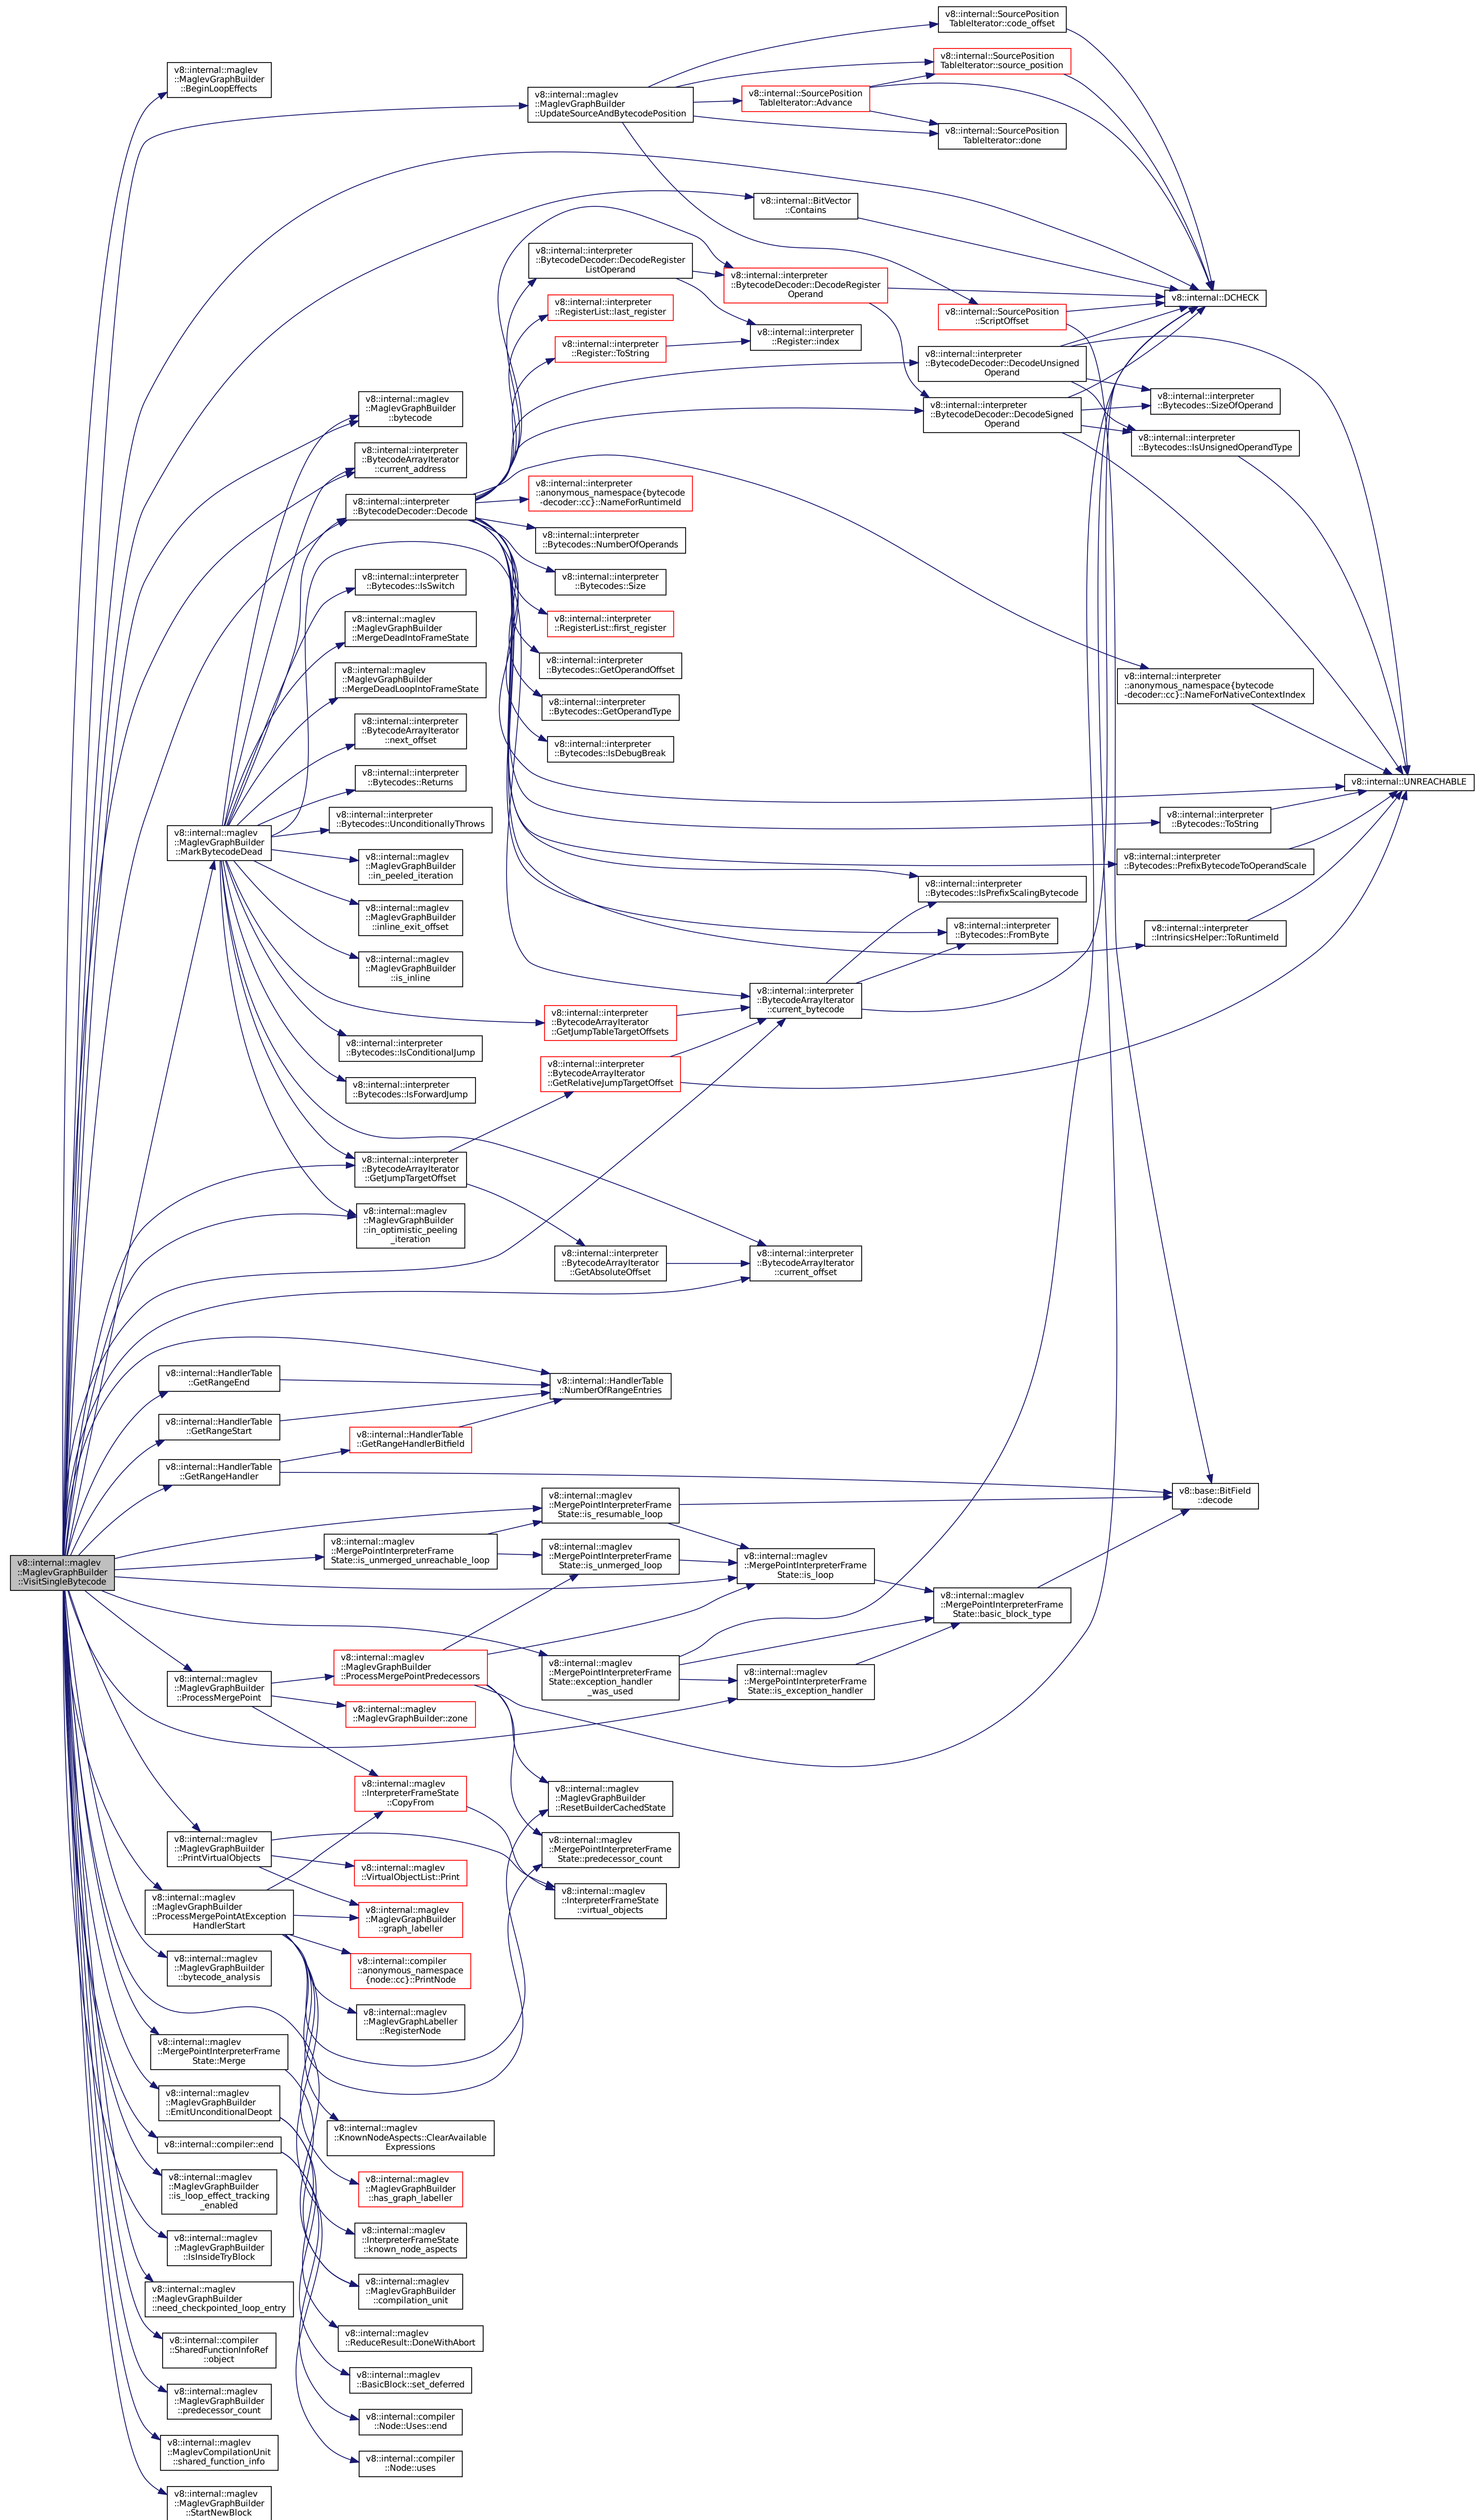 v8::internal::SourcePosition
TableIterator::code_offset
v8::internal::SourcePosition
TableIterator::source_position
v8::internal::maglev
::MaglevGraphBuilder
::BeginLoopEffects
v8::internal::maglev
::MaglevGraphBuilder
::UpdateSourceAndBytecodePosition
v8::internal::SourcePosition
TableIterator::Advance
v8::internal::SourcePosition
TableIterator::done
v8::internal::BitVector
::Contains
v8::internal::interpreter
::BytecodeDecoder::DecodeRegister
ListOperand
v8::internal::interpreter
::BytecodeDecoder::DecodeRegister
Operand
v8::internal::DCHECK
v8::internal::interpreter
::RegisterList::last_register
v8::internal::SourcePosition
::ScriptOffset
v8::internal::interpreter
::Register::index
v8::internal::interpreter
::Register::ToString
v8::internal::interpreter
::BytecodeDecoder::DecodeUnsigned
Operand
v8::internal::interpreter
::Bytecodes::SizeOfOperand
v8::internal::maglev
::MaglevGraphBuilder
::bytecode
v8::internal::interpreter
::BytecodeDecoder::DecodeSigned
Operand
v8::internal::interpreter
::Bytecodes::IsUnsignedOperandType
v8::internal::interpreter
::BytecodeArrayIterator
::current_address
v8::internal::interpreter
::BytecodeDecoder::Decode
v8::internal::interpreter
::anonymous_namespace{bytecode
-decoder::cc}::NameForRuntimeId
v8::internal::interpreter
::Bytecodes::NumberOfOperands
v8::internal::interpreter
::Bytecodes::IsSwitch
v8::internal::interpreter
::Bytecodes::Size
v8::internal::maglev
::MaglevGraphBuilder
::MergeDeadIntoFrameState
v8::internal::interpreter
::RegisterList::first_register
v8::internal::maglev
::MaglevGraphBuilder
::MergeDeadLoopIntoFrameState
v8::internal::interpreter
::Bytecodes::GetOperandOffset
v8::internal::interpreter
::anonymous_namespace{bytecode
-decoder::cc}::NameForNativeContextIndex
v8::internal::interpreter
::Bytecodes::GetOperandType
v8::internal::interpreter
::BytecodeArrayIterator
::next_offset
v8::internal::interpreter
::Bytecodes::IsDebugBreak
v8::internal::interpreter
::Bytecodes::Returns
v8::internal::UNREACHABLE
v8::internal::interpreter
::Bytecodes::UnconditionallyThrows
v8::internal::interpreter
::Bytecodes::ToString
v8::internal::maglev
::MaglevGraphBuilder
::MarkBytecodeDead
v8::internal::maglev
::MaglevGraphBuilder
::in_peeled_iteration
v8::internal::interpreter
::Bytecodes::PrefixBytecodeToOperandScale
v8::internal::interpreter
::Bytecodes::IsPrefixScalingBytecode
v8::internal::maglev
::MaglevGraphBuilder
::inline_exit_offset
v8::internal::interpreter
::Bytecodes::FromByte
v8::internal::interpreter
::IntrinsicsHelper::ToRuntimeId
v8::internal::maglev
::MaglevGraphBuilder
::is_inline
v8::internal::interpreter
::BytecodeArrayIterator
::current_bytecode
v8::internal::interpreter
::BytecodeArrayIterator
::GetJumpTableTargetOffsets
v8::internal::interpreter
::Bytecodes::IsConditionalJump
v8::internal::interpreter
::BytecodeArrayIterator
::GetRelativeJumpTargetOffset
v8::internal::interpreter
::Bytecodes::IsForwardJump
v8::internal::interpreter
::BytecodeArrayIterator
::GetJumpTargetOffset
v8::internal::maglev
::MaglevGraphBuilder
::in_optimistic_peeling
_iteration
v8::internal::interpreter
::BytecodeArrayIterator
::GetAbsoluteOffset
v8::internal::interpreter
::BytecodeArrayIterator
::current_offset
v8::internal::HandlerTable
::GetRangeEnd
v8::internal::HandlerTable
::NumberOfRangeEntries
v8::internal::HandlerTable
::GetRangeStart
v8::internal::HandlerTable
::GetRangeHandlerBitfield
v8::internal::HandlerTable
::GetRangeHandler
v8::base::BitField
::decode
v8::internal::maglev
::MergePointInterpreterFrame
State::is_resumable_loop
v8::internal::maglev
::MergePointInterpreterFrame
State::is_unmerged_unreachable_loop
v8::internal::maglev
::MergePointInterpreterFrame
State::is_unmerged_loop
v8::internal::maglev
::MaglevGraphBuilder
::VisitSingleBytecode
v8::internal::maglev
::MergePointInterpreterFrame
State::is_loop
v8::internal::maglev
::MergePointInterpreterFrame
State::basic_block_type
v8::internal::maglev
::MaglevGraphBuilder
::ProcessMergePointPredecessors
v8::internal::maglev
::MergePointInterpreterFrame
State::exception_handler
_was_used
v8::internal::maglev
::MergePointInterpreterFrame
State::is_exception_handler
v8::internal::maglev
::MaglevGraphBuilder
::ProcessMergePoint
v8::internal::maglev
::MaglevGraphBuilder::zone
v8::internal::maglev
::InterpreterFrameState
::CopyFrom
v8::internal::maglev
::MaglevGraphBuilder
::ResetBuilderCachedState
v8::internal::maglev
::MaglevGraphBuilder
::PrintVirtualObjects
v8::internal::maglev
::MergePointInterpreterFrame
State::predecessor_count
v8::internal::maglev
::VirtualObjectList::Print
v8::internal::maglev
::InterpreterFrameState
::virtual_objects
v8::internal::maglev
::MaglevGraphBuilder
::ProcessMergePointAtException
HandlerStart
v8::internal::maglev
::MaglevGraphBuilder
::graph_labeller
v8::internal::maglev
::MaglevGraphBuilder
::bytecode_analysis
v8::internal::compiler
::anonymous_namespace
{node::cc}::PrintNode
v8::internal::maglev
::MaglevGraphLabeller
::RegisterNode
v8::internal::maglev
::MergePointInterpreterFrame
State::Merge
v8::internal::maglev
::MaglevGraphBuilder
::EmitUnconditionalDeopt
v8::internal::maglev
::KnownNodeAspects::ClearAvailable
Expressions
v8::internal::compiler::end
v8::internal::maglev
::MaglevGraphBuilder
::is_loop_effect_tracking
_enabled
v8::internal::maglev
::MaglevGraphBuilder
::has_graph_labeller
v8::internal::maglev
::MaglevGraphBuilder
::IsInsideTryBlock
v8::internal::maglev
::InterpreterFrameState
::known_node_aspects
v8::internal::maglev
::MaglevGraphBuilder
::need_checkpointed_loop_entry
v8::internal::maglev
::MaglevGraphBuilder
::compilation_unit
v8::internal::compiler
::SharedFunctionInfoRef
::object
v8::internal::maglev
::ReduceResult::DoneWithAbort
v8::internal::maglev
::BasicBlock::set_deferred
v8::internal::maglev
::MaglevGraphBuilder
::predecessor_count
v8::internal::compiler
::Node::Uses::end
v8::internal::maglev
::MaglevCompilationUnit
::shared_function_info
v8::internal::compiler
::Node::uses
v8::internal::maglev
::MaglevGraphBuilder
::StartNewBlock